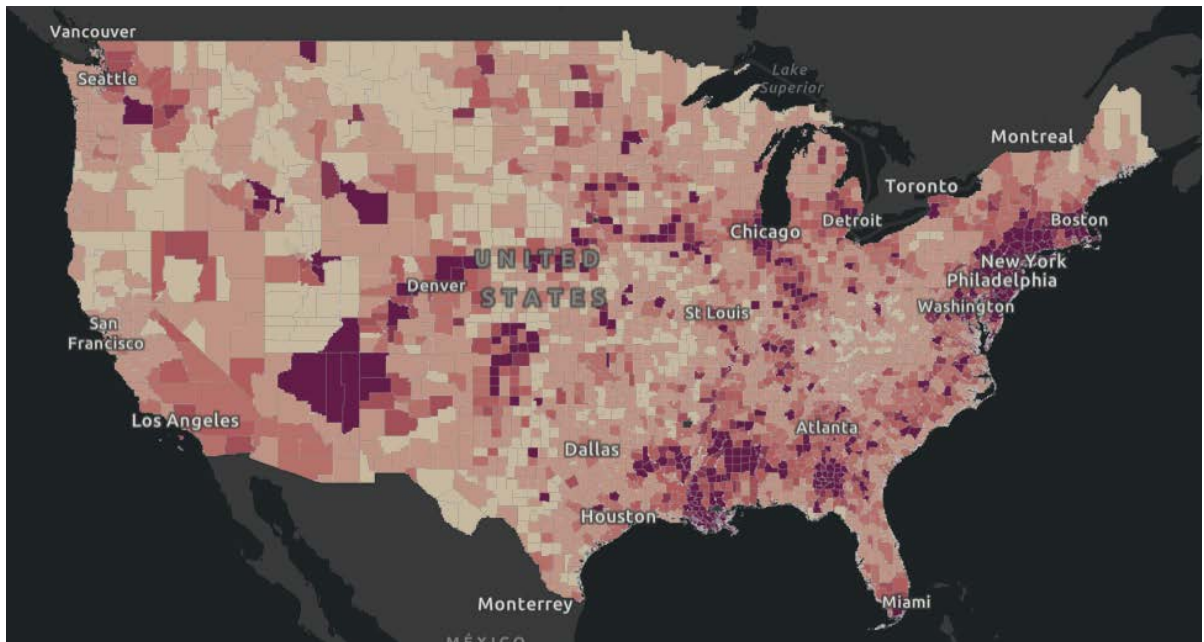 Vancouver
Seattle
Lake
Superior
Montreal
Toronto
Boston
Detroit
Chicago
New York
Philadelphia
UNITED
STATES
Denver
Washington
St Louis
San
Francisco
Los Angeles
Atlanta
Dallas
Houston
Monterrey
Miami
MÉXICO